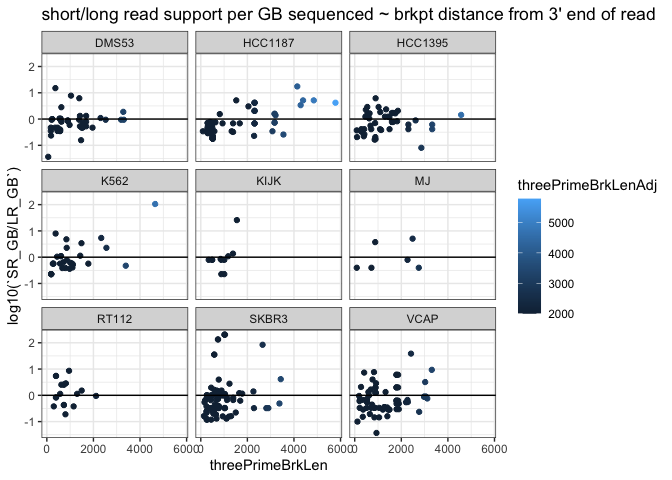 short/long read support per GB sequenced ~ brkpt distance from 3' end of read
DMS53 HCC1187 HCC1395
2
1
0
-1
K562 KIJK MJ
2
1
0
-1
RT112 SKBR3 VCAP
2
1
0
-1
0 2000 4000 6000 0 2000 4000 6000 0 2000 4000 6000
threePrimeBrkLen
log10(`SR_GB/LR_GB`)
threePrimeBrkLenAdj
5000
4000
3000
2000